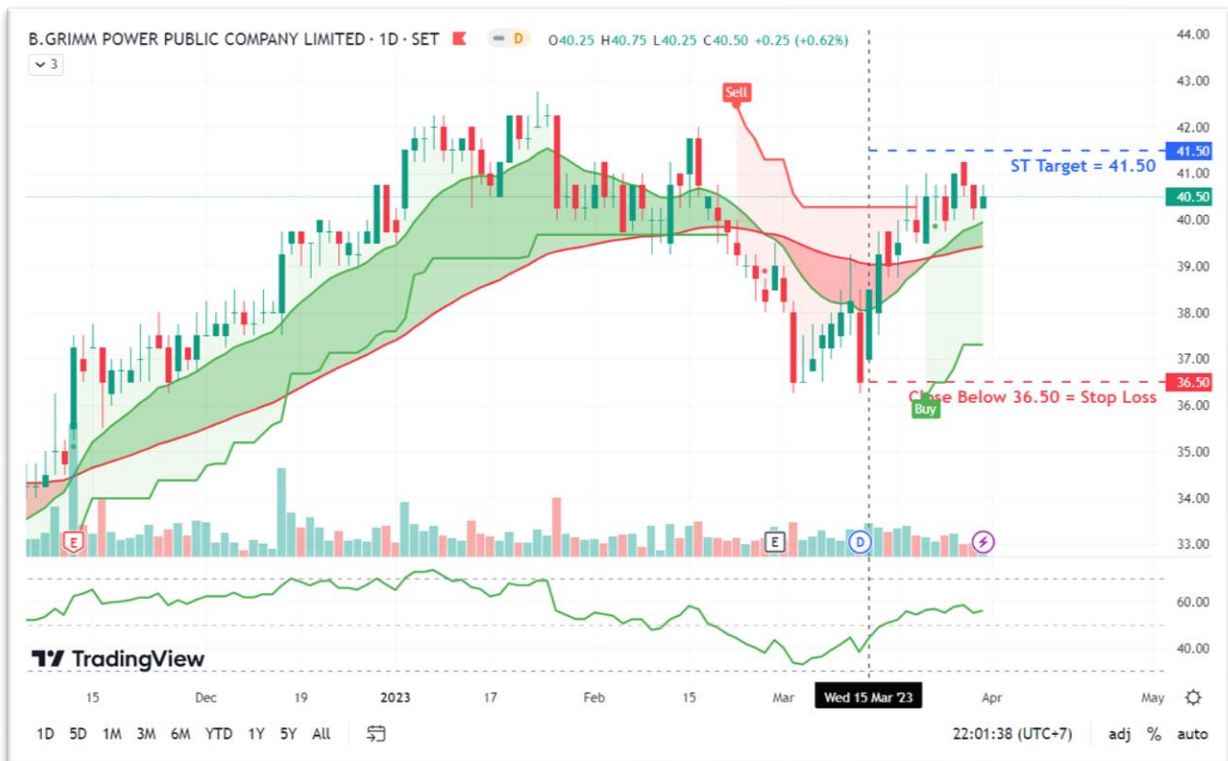 B.GRIMM POWER PUBLIC COMPANY LIMITED · 1D · SET D O40.25 H40.75 L40.25 C40.50 +0.25 (+0.62%)
3
44.00
43.00
Sell
42.00
41.50
ST Target = 41.50
41.00
40.50
40.00
39.00
38.00
37.00
36.50
Close Below 36.50 = Stop Loss
Buy
36.00
35.00
34.00
E E D
33.00
60.00
40.00
TradingView
15 Dec 19 2023 17 Feb 15 Mar Wed 15 Mar '23 Apr May
1D 5D 1M 3M 6M YTD 1Y 5Y All 22:01:38 (UTC+7) adj % auto